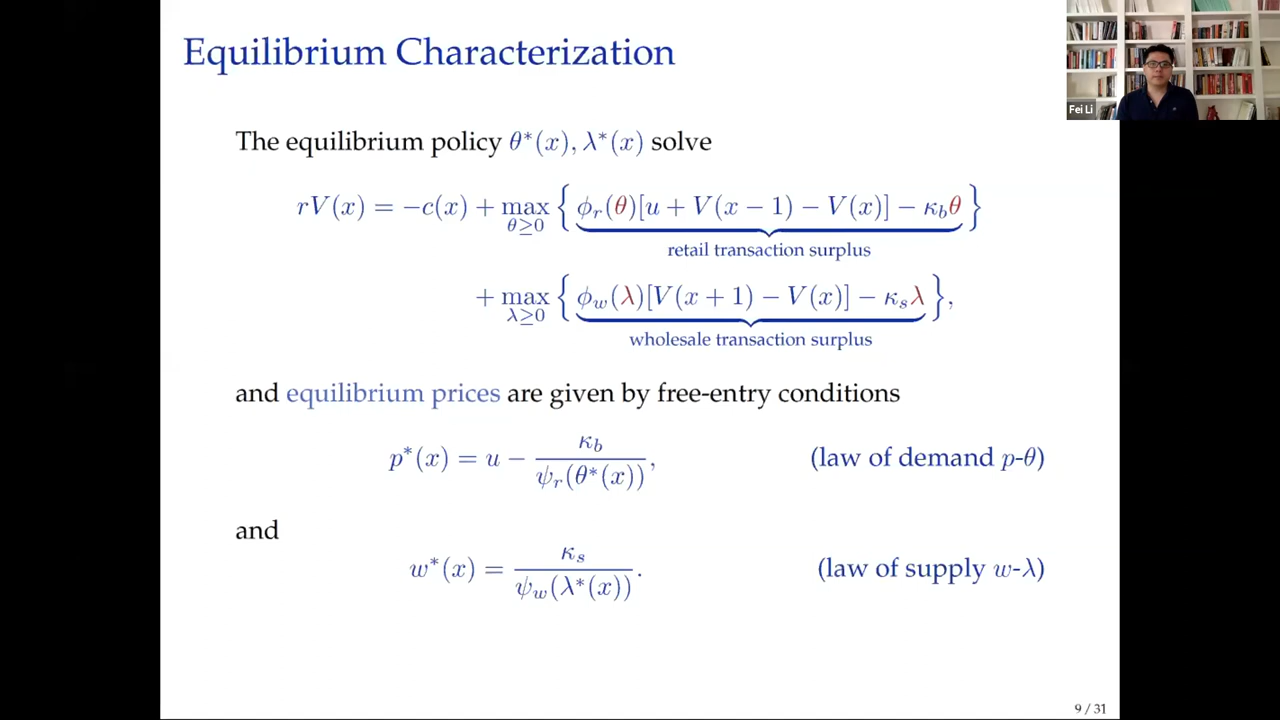 Equilibrium Characterization
Fei Li
The equilibrium policy θ*(x), λ*(x) solve
rV(x) = −c(x) + max_{θ≥0} { ϕ_r(θ)[u + V(x − 1) − V(x)] − κ_bθ }
retail transaction surplus
+ max_{λ≥0} { ϕ_w(λ)[V(x + 1) − V(x)] − κ_sλ },
wholesale transaction surplus
and equilibrium prices are given by free-entry conditions
p*(x) = u − κ_b / ψ_r(θ*(x)), (law of demand p-θ)
and
w*(x) = κ_s / ψ_w(λ*(x)). (law of supply w-λ)
9 / 31